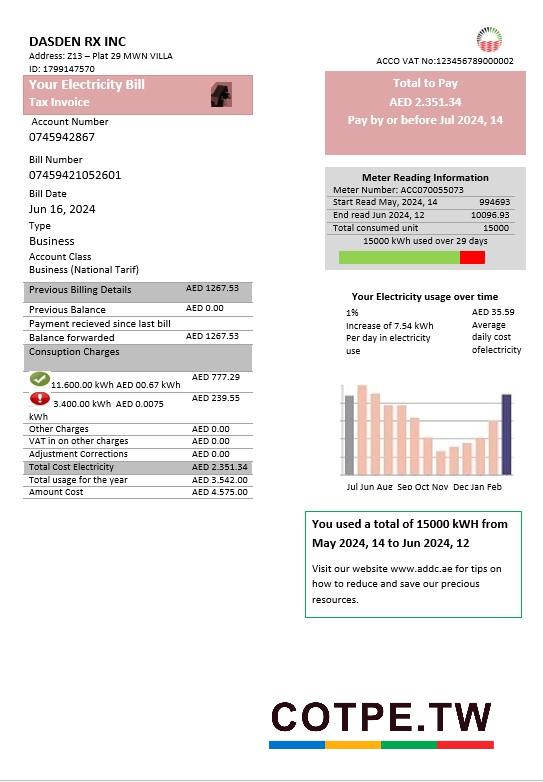 DASDEN RX INC
Address: Z13 – Plat 29 MWN VILLA
ID: 1799147570
Your Electricity Bill
Tax Invoice
Account Number
0745942867
Bill Number
07459421052601
Bill Date
Jun 16, 2024
Type
Business
Account Class
Business (National Tarif)
Previous Billing Details AED 1267.53
Previous Balance AED 0.00
Payment recieved since last bill
Balance forwarded AED 1267.53
Consuption Charges
11.600.00 kWh AED 00.67 kWh AED 777.29
3.400.00 kWh AED 0.0075 AED 239.55
kWh
Other Charges AED 0.00
VAT in on other charges AED 0.00
Adjustment Corrections AED 0.00
Total Cost Electricity AED 2.351.34
Total usage for the year AED 3.542.00
Amount Cost AED 4.575.00
ACCO VAT No:123456789000002
Total to Pay
AED 2.351.34
Pay by or before Jul 2024, 14
Meter Reading Information
Meter Number: ACC070055073
Start Read May, 2024, 14 994693
End read Jun 2024, 12 10096.93
Total consumed unit 15000
15000 kWh used over 29 days
Your Electricity usage over time
1% AED 35.59
Increase of 7.54 kWh Average
Per day in electricity daily cost
use ofelectricity
Jul Jun Aug Sep Oct Nov Dec Jan Feb
You used a total of 15000 kWH from
May 2024, 14 to Jun 2024, 12
Visit our website www.addc.ae for tips on
how to reduce and save our precious
resources.
COTPE.TW